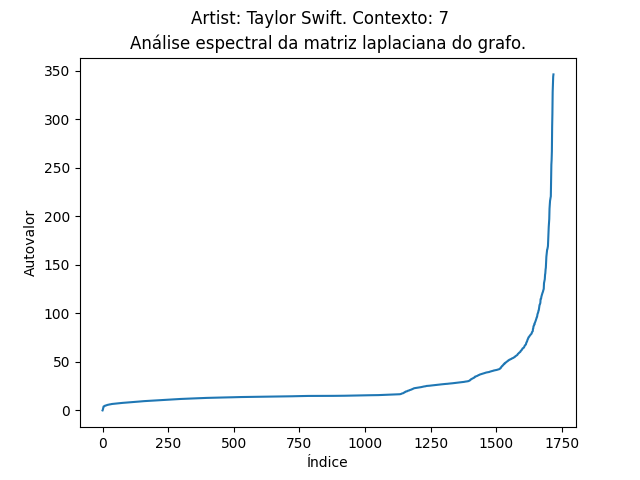 Artist: Taylor Swift. Contexto: 7
Análise espectral da matriz laplaciana do grafo.
350
300
250
200
150
100
50
0
Autovalor
0 250 500 750 1000 1250 1500 1750
Índice